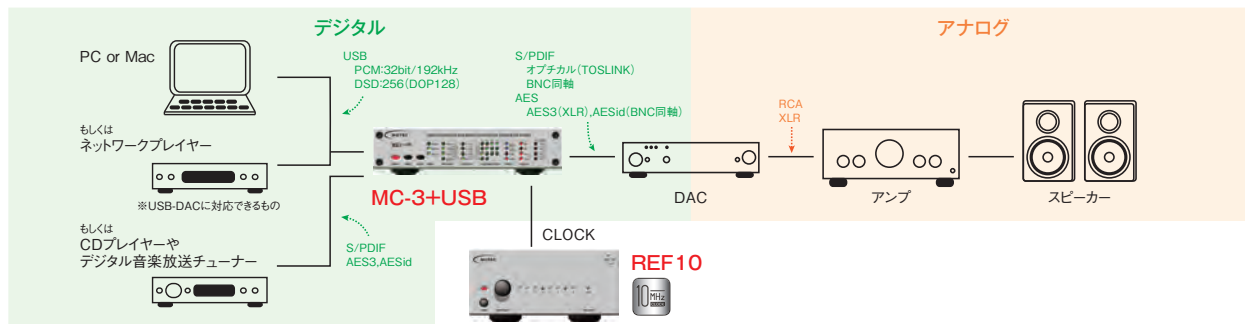 デジタル
アナログ
PC or Mac
USB
PCM:32bit/192kHz
DSD:256(DOP128)
S/PDIF
オプチカル(TOSLINK)
BNC同軸
AES
AES3(XLR),AESid(BNC同軸)
RCA
XLR
もしくは
ネットワークプレイヤー
※USB-DACに対応できるもの
MC-3+USB
DAC
アンプ
スピーカー
もしくは
CDプレイヤーや
デジタル音楽放送チューナー
S/PDIF
AES3,AESid
CLOCK
REF10
10MHz